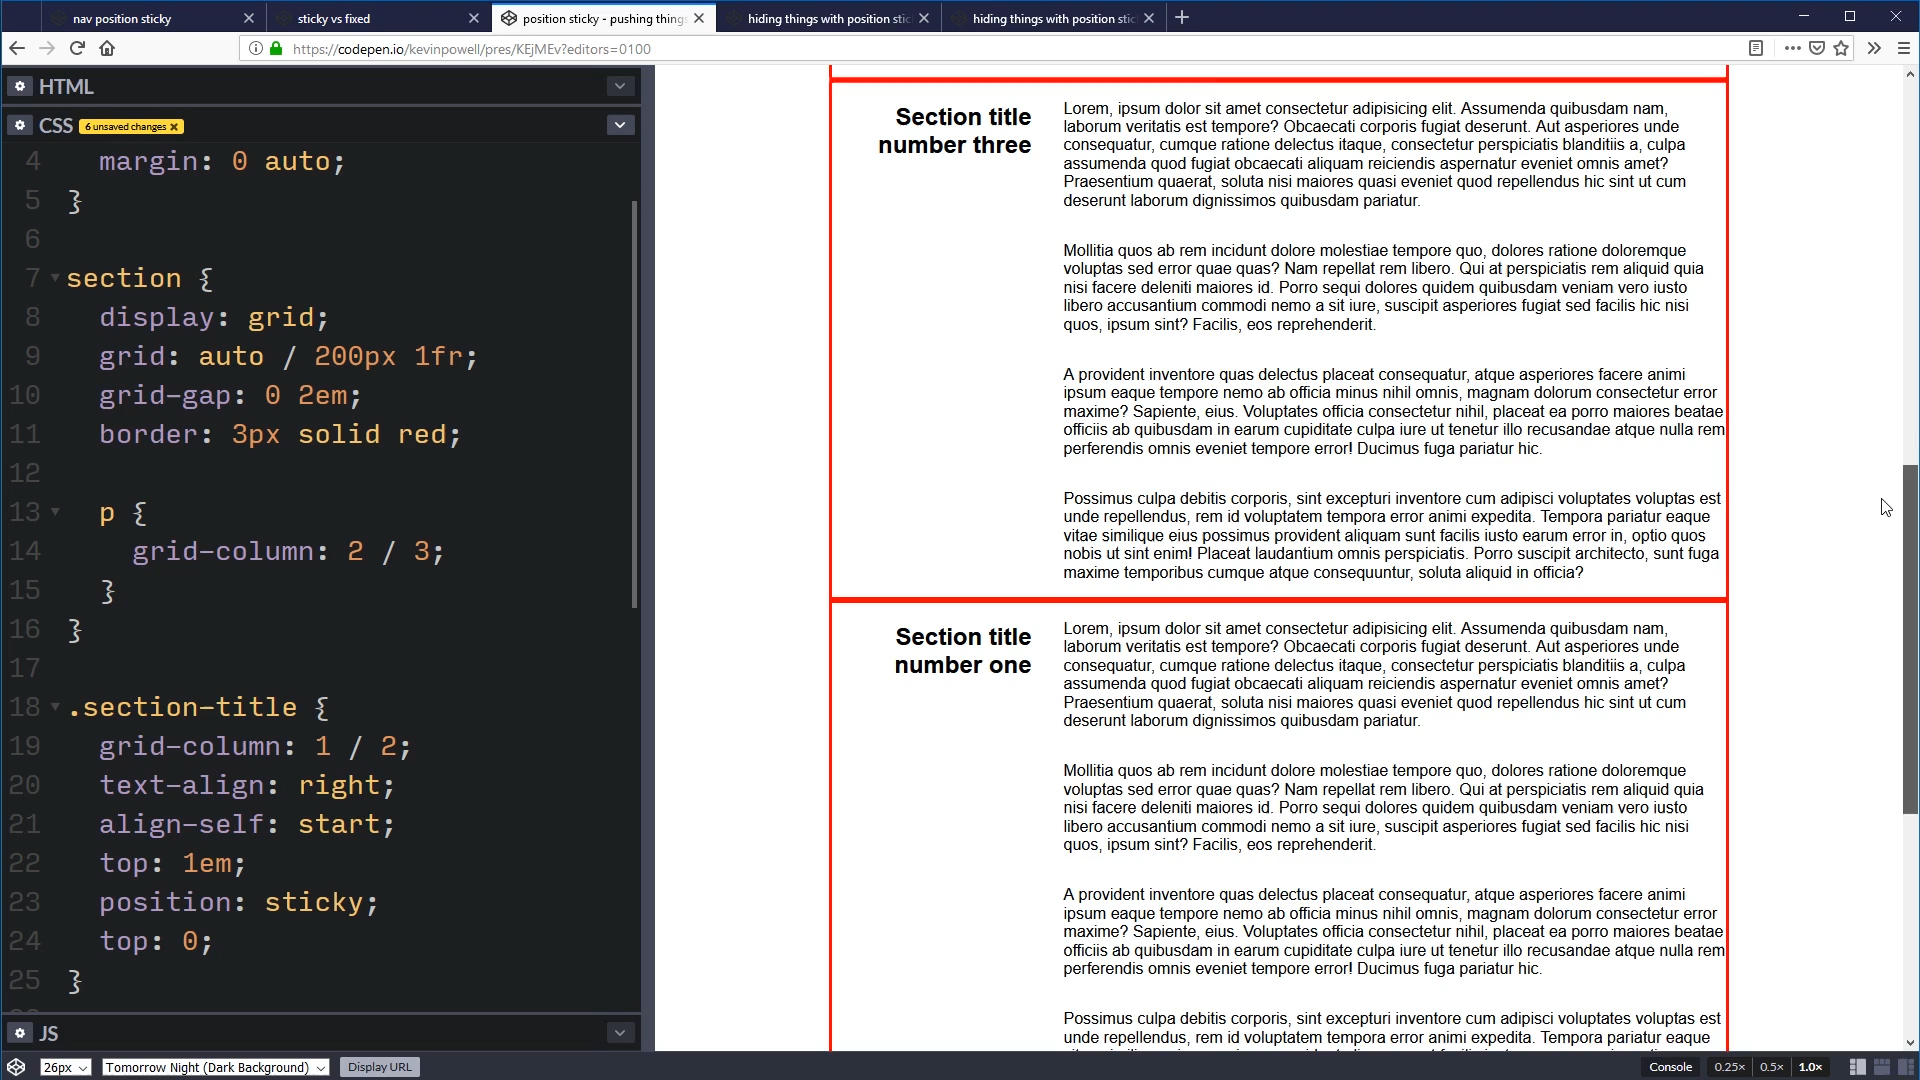 nav position sticky
sticky vs fixed
position sticky - pushing things
hiding things with position stic
hiding things with position stic
https://codepen.io/kevinpowell/pres/KEjMEv?editors=0100
HTML
CSS 6 unsaved changes ×
4 margin: 0 auto;
5 }
6
7 section {
8 display: grid;
9 grid: auto / 200px 1fr;
10 grid-gap: 0 2em;
11 border: 3px solid red;
12
13 p {
14 grid-column: 2 / 3;
15 }
16 }
17
18 .section-title {
19 grid-column: 1 / 2;
20 text-align: right;
21 align-self: start;
22 top: 1em;
23 position: sticky;
24 top: 0;
25 }
JS
26px
Tomorrow Night (Dark Background)
Display URL
Section title
number three
Lorem, ipsum dolor sit amet consectetur adipisicing elit. Assumenda quibusdam nam,
laborum veritatis est tempore? Obcaecati corporis fugiat deserunt. Aut asperiores unde
consequatur, cumque ratione delectus itaque, consectetur perspiciatis blanditiis a, culpa
assumenda quod fugiat obcaecati aliquam reiciendis aspernatur eveniet omnis amet?
Praesentium quaerat, soluta nisi maiores quasi eveniet quod repellendus hic sint ut cum
deserunt laborum dignissimos quibusdam pariatur.
Mollitia quos ab rem incidunt dolore molestiae tempore quo, dolores ratione doloremque
voluptas sed error quae quas? Nam repellat rem libero. Qui at perspiciatis rem aliquid quia
nisi facere deleniti maiores id. Porro sequi dolores quidem quibusdam veniam vero iusto
libero accusantium commodi nemo a sit iure, suscipit asperiores fugiat sed facilis hic nisi
quos, ipsum sint? Facilis, eos reprehenderit.
A provident inventore quas delectus placeat consequatur, atque asperiores facere animi
ipsum eaque tempore nemo ab officia minus nihil omnis, magnam dolorum consectetur error
maxime? Sapiente, eius. Voluptates officia consectetur nihil, placeat ea porro maiores beatae
officiis ab quibusdam in earum cupiditate culpa iure ut tenetur illo recusandae atque nulla rem
perferendis omnis eveniet tempore error! Ducimus fuga pariatur hic.
Possimus culpa debitis corporis, sint excepturi inventore cum adipisci voluptates voluptas est
unde repellendus, rem id voluptatem tempora error animi expedita. Tempora pariatur eaque
vitae similique eius possimus provident aliquam sunt facilis iusto earum error in, optio quos
nobis ut sint enim! Placeat laudantium omnis perspiciatis. Porro suscipit architecto, sunt fuga
maxime temporibus cumque atque consequuntur, soluta aliquid in officia?
Section title
number one
Lorem, ipsum dolor sit amet consectetur adipisicing elit. Assumenda quibusdam nam,
laborum veritatis est tempore? Obcaecati corporis fugiat deserunt. Aut asperiores unde
consequatur, cumque ratione delectus itaque, consectetur perspiciatis blanditiis a, culpa
assumenda quod fugiat obcaecati aliquam reiciendis aspernatur eveniet omnis amet?
Praesentium quaerat, soluta nisi maiores quasi eveniet quod repellendus hic sint ut cum
deserunt laborum dignissimos quibusdam pariatur.
Mollitia quos ab rem incidunt dolore molestiae tempore quo, dolores ratione doloremque
voluptas sed error quae quas? Nam repellat rem libero. Qui at perspiciatis rem aliquid quia
nisi facere deleniti maiores id. Porro sequi dolores quidem quibusdam veniam vero iusto
libero accusantium commodi nemo a sit iure, suscipit asperiores fugiat sed facilis hic nisi
quos, ipsum sint? Facilis, eos reprehenderit.
A provident inventore quas delectus placeat consequatur, atque asperiores facere animi
ipsum eaque tempore nemo ab officia minus nihil omnis, magnam dolorum consectetur error
maxime? Sapiente, eius. Voluptates officia consectetur nihil, placeat ea porro maiores beatae
officiis ab quibusdam in earum cupiditate culpa iure ut tenetur illo recusandae atque nulla rem
perferendis omnis eveniet tempore error! Ducimus fuga pariatur hic.
Possimus culpa debitis corporis, sint excepturi inventore cum adipisci voluptates voluptas est
unde repellendus, rem id voluptatem tempora error animi expedita. Tempora pariatur eaque
Console
0.25×
0.5×
1.0×